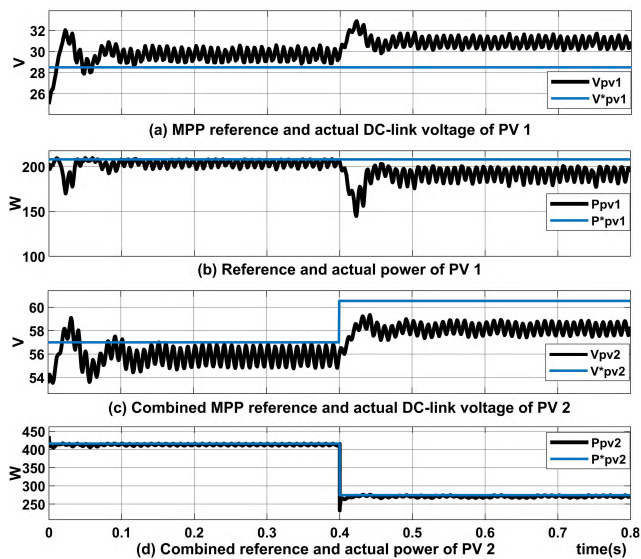 32
30
28
26
V
Vpv1
V*pv1
(a) MPP reference and actual DC-link voltage of PV 1
200
150
100
W
Ppv1
P*pv1
(b) Reference and actual power of PV 1
60
58
56
54
V
Vpv2
V*pv2
(c) Combined MPP reference and actual DC-link voltage of PV 2
450
400
350
300
250
W
Ppv2
P*pv2
0 0.1 0.2 0.3 0.4 0.5 0.6 0.7 0.8
(d) Combined reference and actual power of PV 2 time(s)